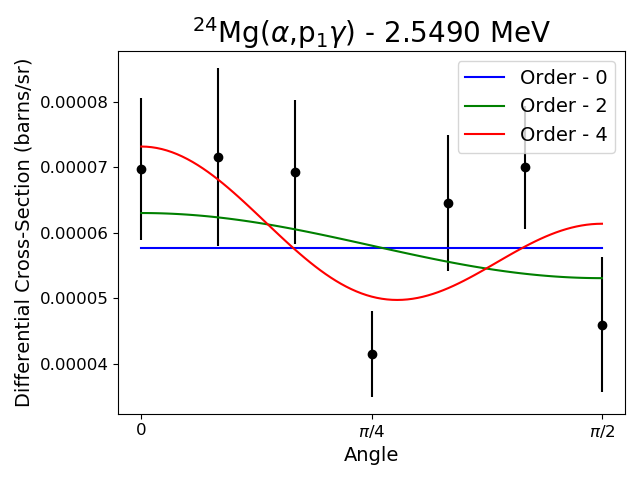 ²⁴Mg(α,p₁γ) - 2.5490 MeV
Order - 0
Order - 2
Order - 4
Differential Cross-Section (barns/sr)
0.00008
0.00007
0.00006
0.00005
0.00004
0
π/4
π/2
Angle